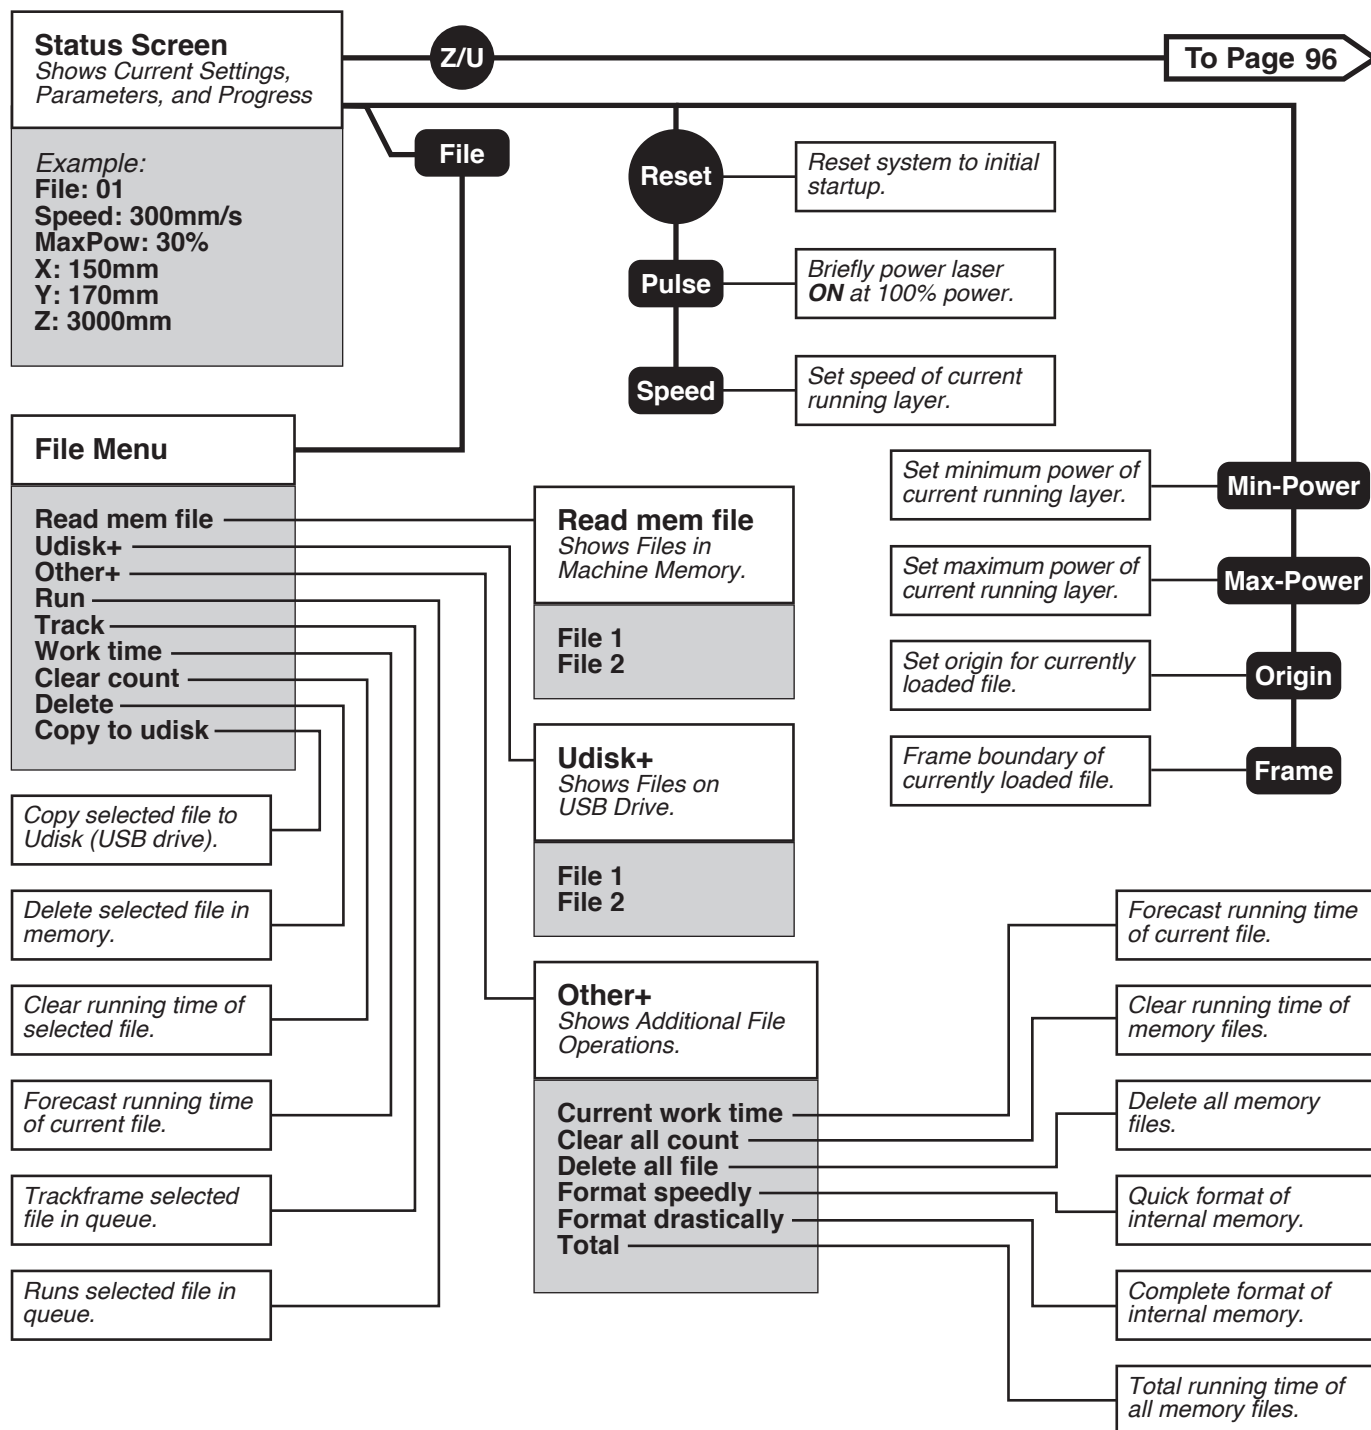 Status Screen
Shows Current Settings,
Parameters, and Progress
Z/U
To Page 96
Example:
File: 01
Speed: 300mm/s
MaxPow: 30%
X: 150mm
Y: 170mm
Z: 3000mm
File
Reset
Reset system to initial
startup.
Pulse
Briefly power laser
ON at 100% power.
Speed
Set speed of current
running layer.
Set minimum power of
current running layer.
Min-Power
Set maximum power of
current running layer.
Max-Power
Set origin for currently
loaded file.
Origin
Frame boundary of
currently loaded file.
Frame
File Menu
Read mem file
Udisk+
Other+
Run
Track
Work time
Clear count
Delete
Copy to udisk
Copy selected file to
Udisk (USB drive).
Delete selected file in
memory.
Clear running time of
selected file.
Forecast running time
of current file.
Trackframe selected
file in queue.
Runs selected file in
queue.
Read mem file
Shows Files in
Machine Memory.
File 1
File 2
Udisk+
Shows Files on
USB Drive.
File 1
File 2
Other+
Shows Additional File
Operations.
Current work time
Clear all count
Delete all file
Format speedly
Format drastically
Total
Forecast running time
of current file.
Clear running time of
memory files.
Delete all memory
files.
Quick format of
internal memory.
Complete format of
internal memory.
Total running time of
all memory files.